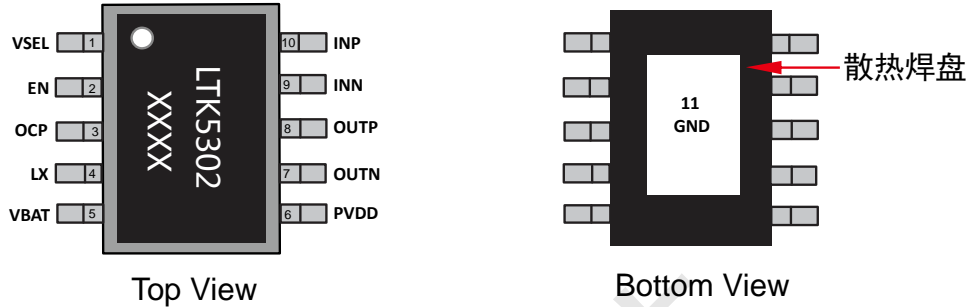 VSEL 1 10 INP
EN 2 9 INN
OCP 3 8 OUTP
LX 4 7 OUTN
VBAT 5 6 PVDD
LTK5302
XXXX
Top View
散热焊盘
11
GND
Bottom View